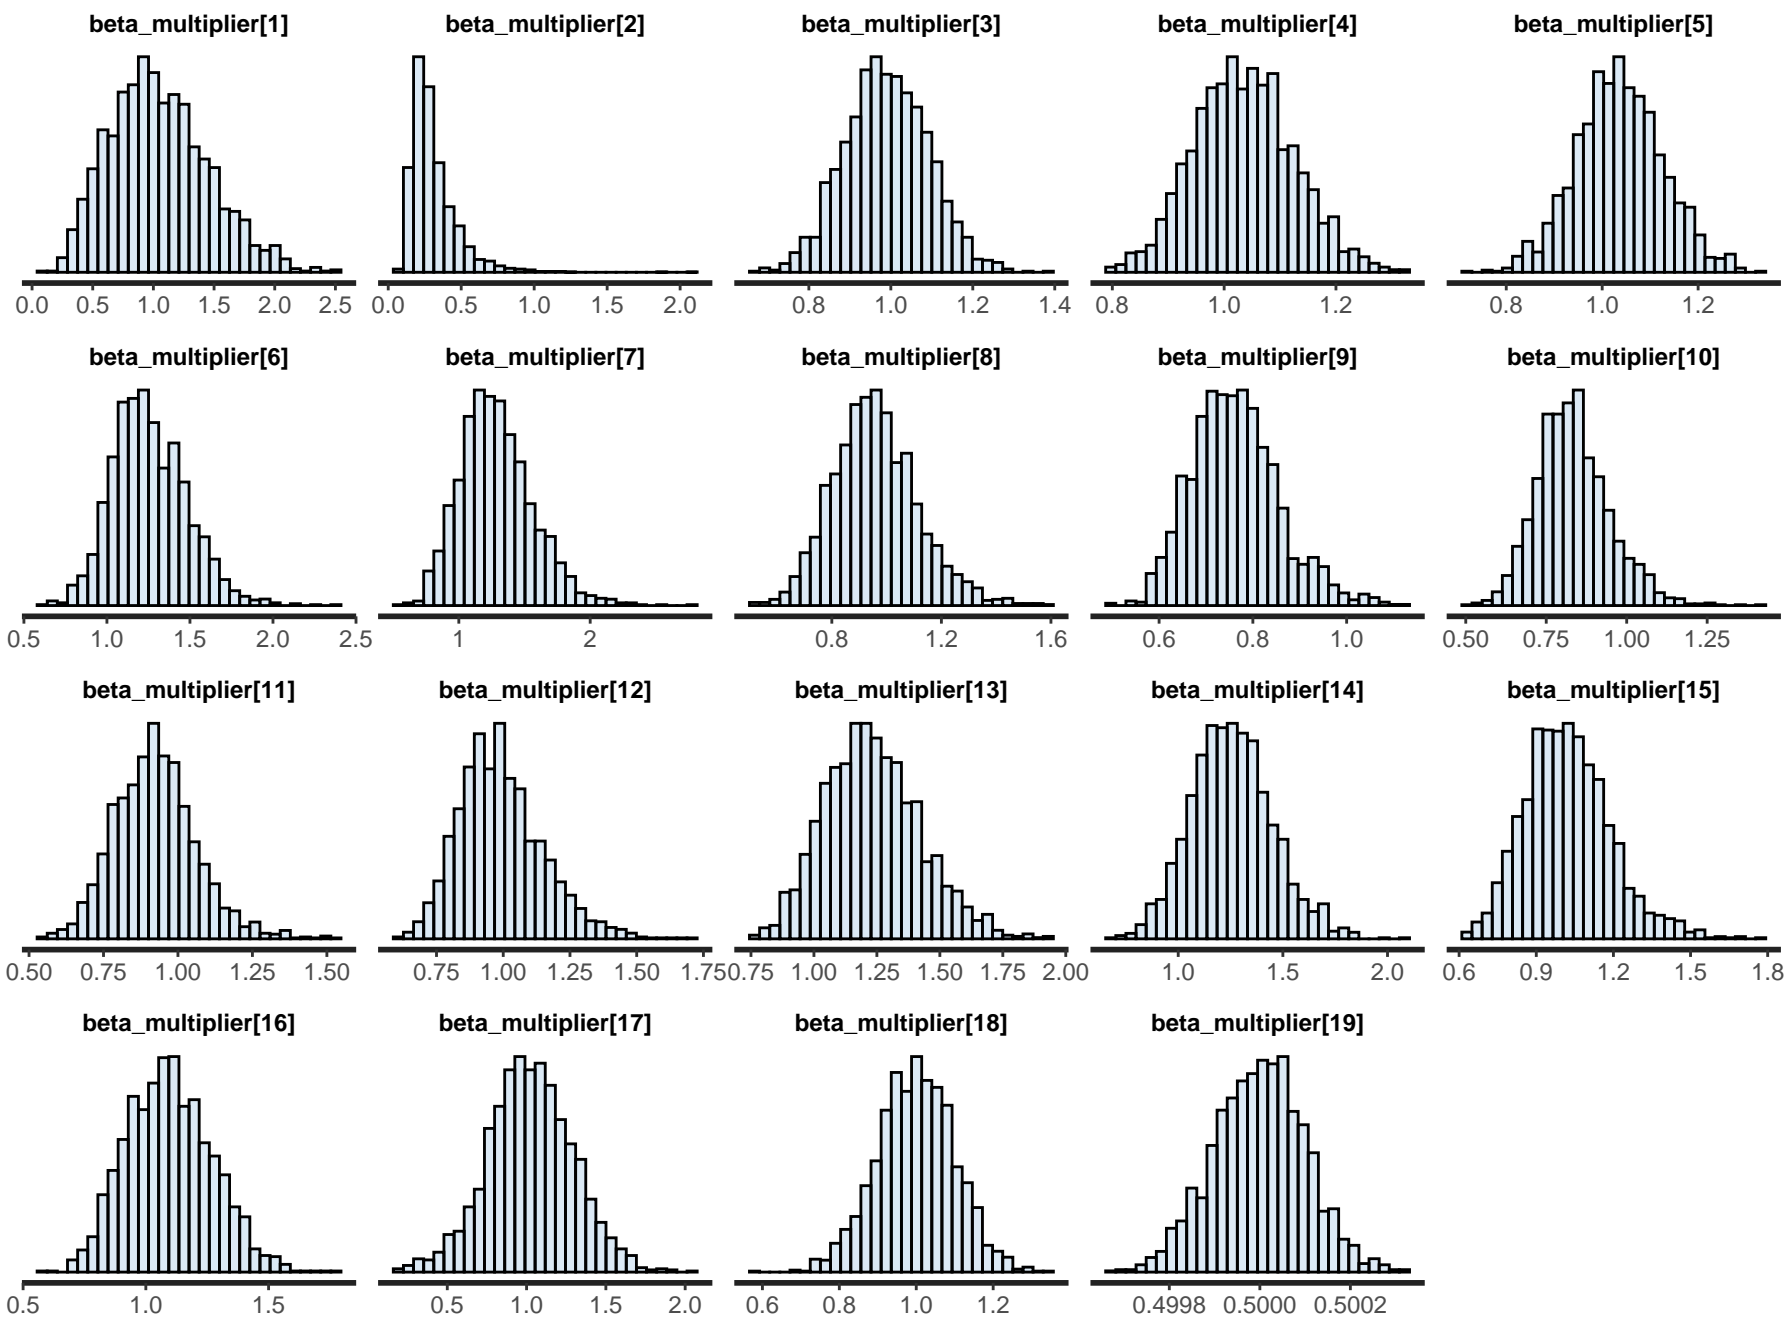 beta_multiplier[1] beta_multiplier[2] beta_multiplier[3] beta_multiplier[4] beta_multiplier[5]
0.0 0.5 1.0 1.5 2.0 2.5 0.0 0.5 1.0 1.5 2.0 0.8 1.0 1.2 1.4 0.8 1.0 1.2 0.8 1.0 1.2
beta_multiplier[6] beta_multiplier[7] beta_multiplier[8] beta_multiplier[9] beta_multiplier[10]
0.5 1.0 1.5 2.0 2.5 1 2 0.8 1.2 1.6 0.6 0.8 1.0 0.50 0.75 1.00 1.25
beta_multiplier[11] beta_multiplier[12] beta_multiplier[13] beta_multiplier[14] beta_multiplier[15]
0.50 0.75 1.00 1.25 1.50 0.75 1.00 1.25 1.50 1.75 0.75 1.00 1.25 1.50 1.75 2.00 1.0 1.5 2.0 0.6 0.9 1.2 1.5 1.8
beta_multiplier[16] beta_multiplier[17] beta_multiplier[18] beta_multiplier[19]
0.5 1.0 1.5 0.5 1.0 1.5 2.0 0.6 0.8 1.0 1.2 0.4998 0.5000 0.5002